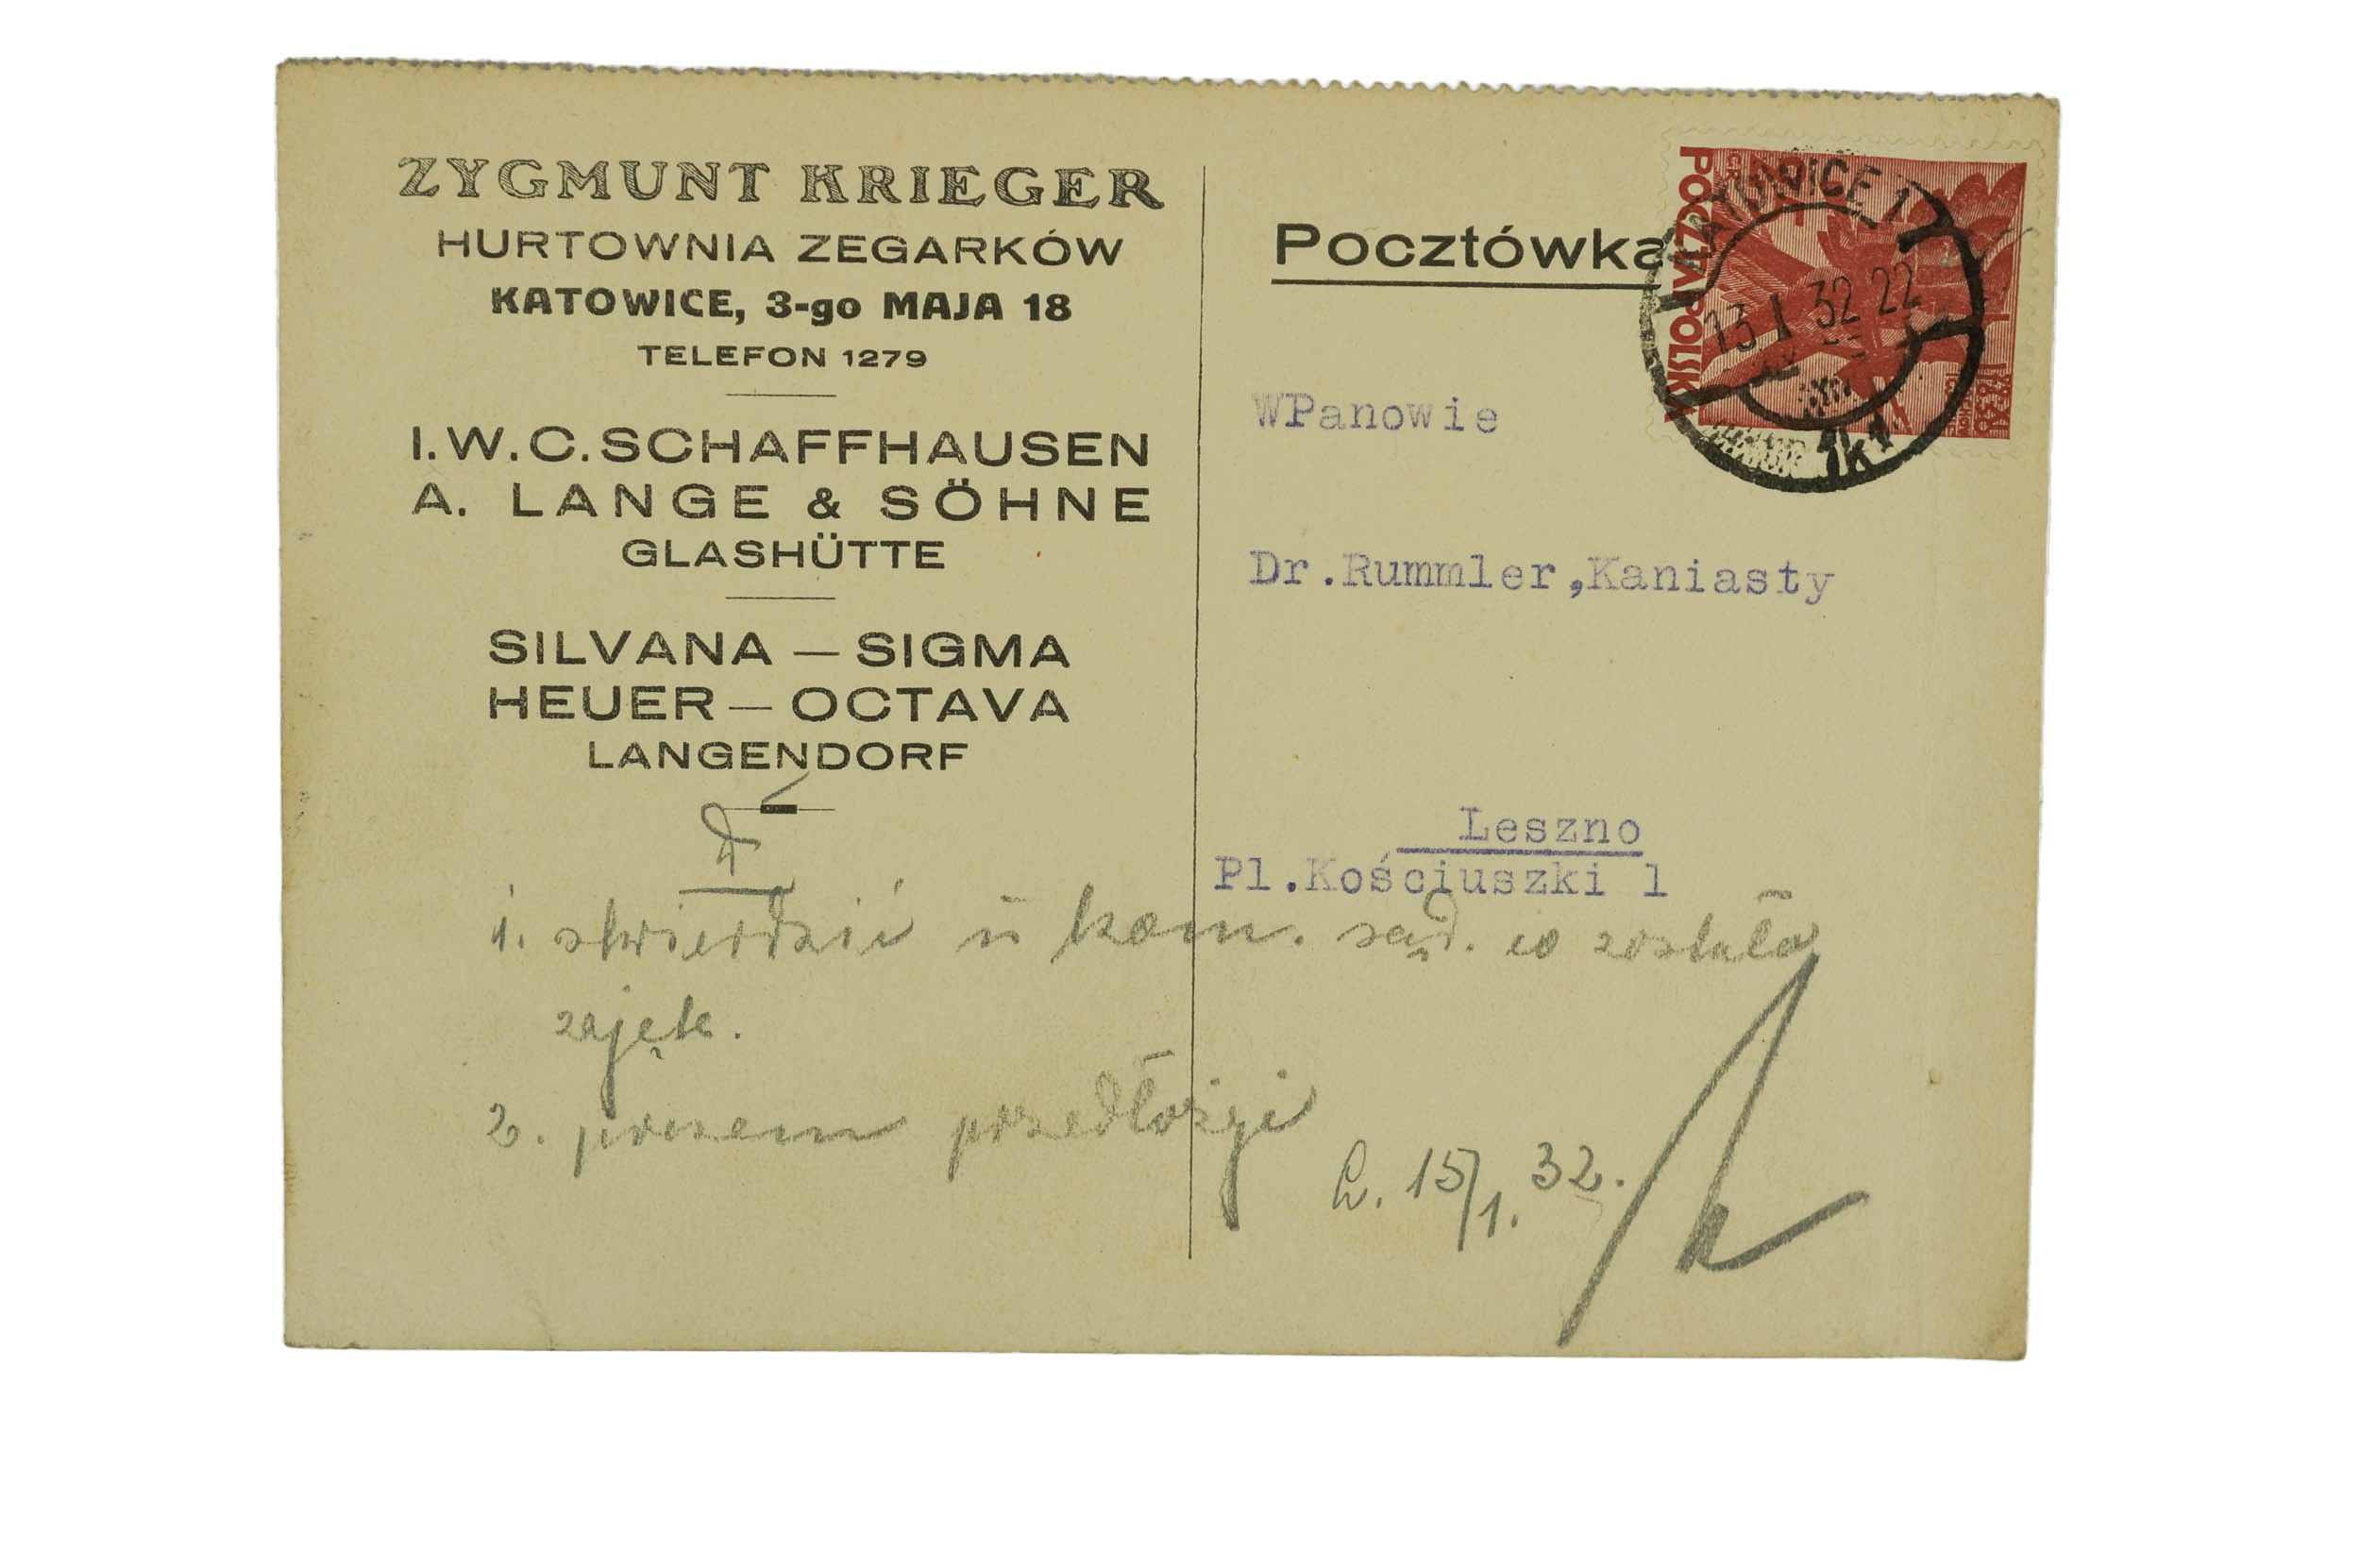 ZYGMUNT KRIEGER
HURTOWNIA ZEGARKÓW
KATOWICE, 3-go MAJA 18
TELEFON 1279
I.W.C. SCHAFFHAUSEN
A. LANGE & SÖHNE
GLASHÜTTE
SILVANA — SIGMA
HEUER — OCTAVA
LANGENDORF
Pocztówka
POCZTA POLSKA
KATOWICE 1
13 I 32 22
WPanowie
Dr.Rummler,Kaniasty
Leszno
Pl.Kościuszki 1
1. stwierdzić u kom. sąd. co zostało
zajęte.
2. poczem przedłożyć
L. 15/1. 32.